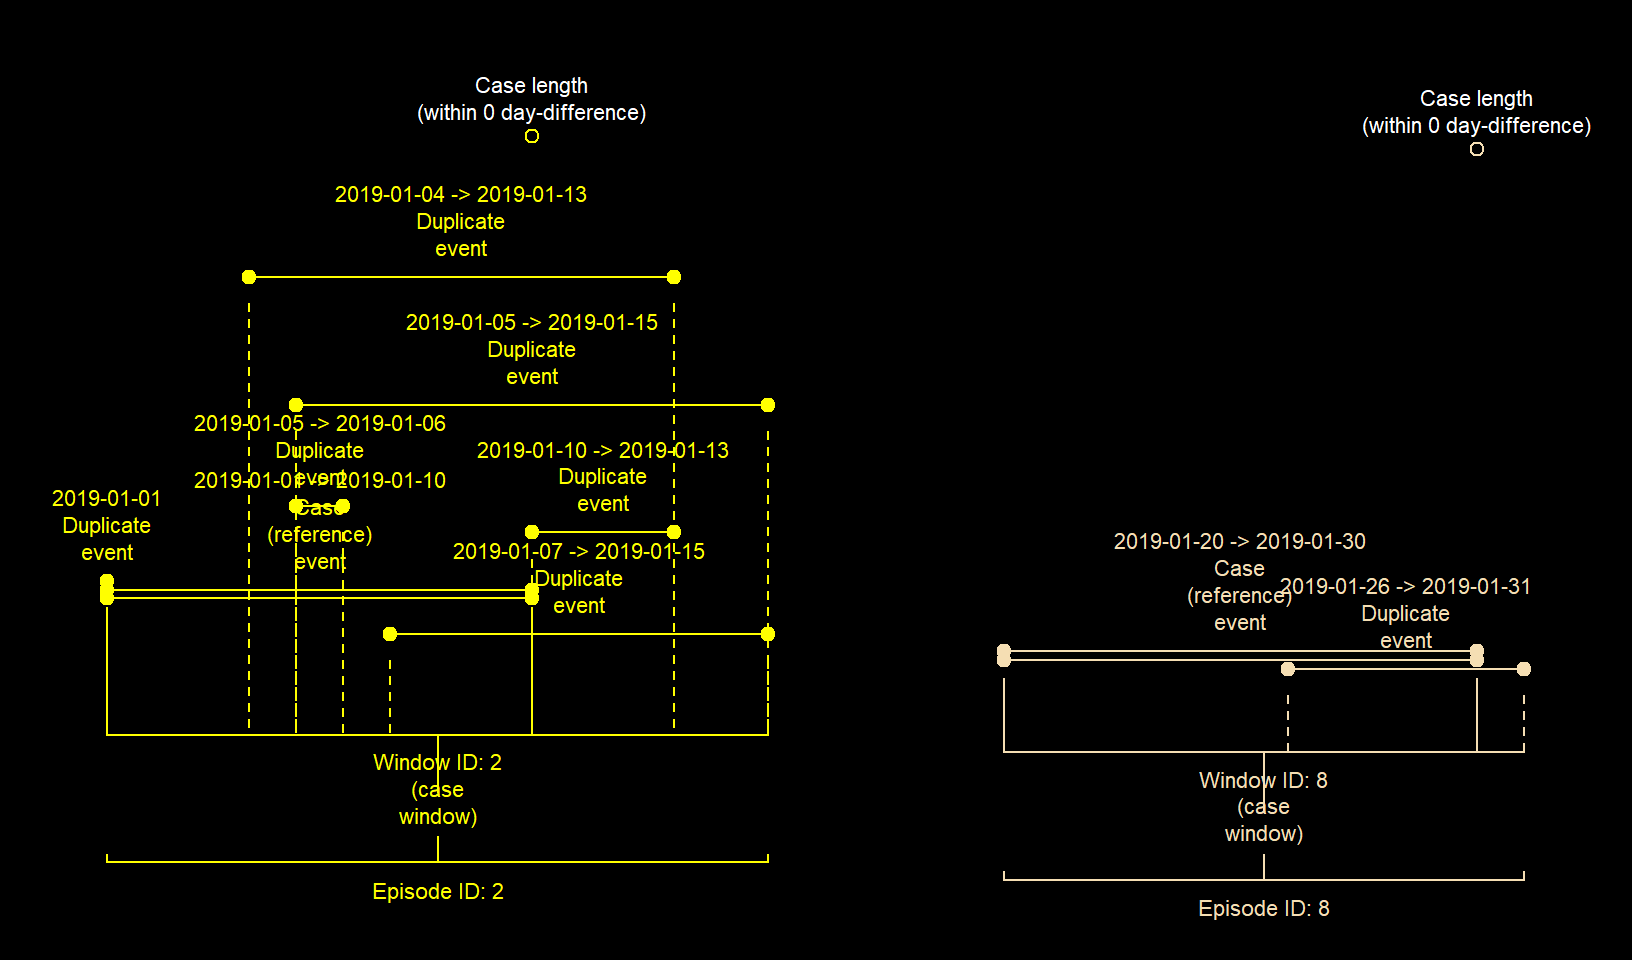 Case length
(within 0 day-difference)
2019-01-04 -> 2019-01-13
Duplicate
event
2019-01-05 -> 2019-01-15
Duplicate
event
2019-01-05 -> 2019-01-06
Duplicate
event
2019-01-10 -> 2019-01-13
Duplicate
event
2019-01-01 -> 2019-01-10
Case
(reference)
event
2019-01-01
Duplicate
event
2019-01-07 -> 2019-01-15
Duplicate
event
Window ID: 2
(case
window)
Episode ID: 2
Case length
(within 0 day-difference)
2019-01-20 -> 2019-01-30
Case
(reference)
event
2019-01-26 -> 2019-01-31
Duplicate
event
Window ID: 8
(case
window)
Episode ID: 8